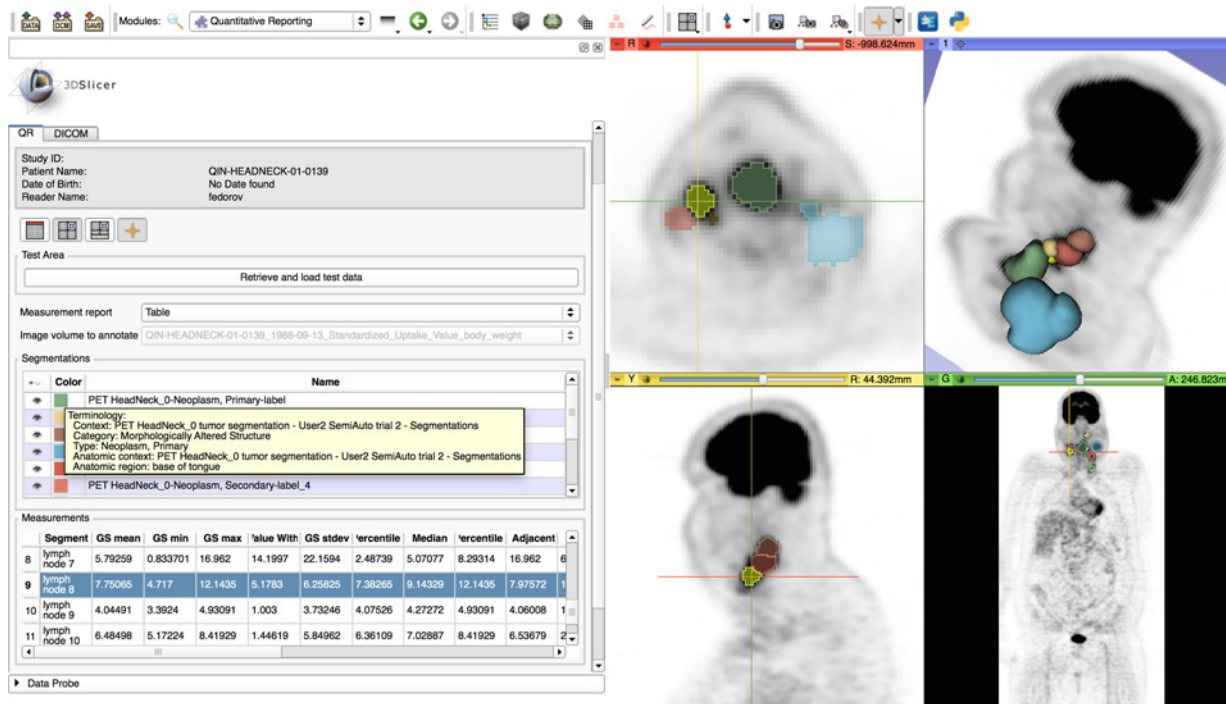 DATA
DCM
SAVE
Modules:
Quantitative Reporting
3DSlicer
QR
DICOM
Study ID:
Patient Name: QIN-HEADNECK-01-0139
Date of Birth: No Date found
Reader Name: fedorov
Test Area
Retrieve and load test data
Measurement report Table
Image volume to annotate QIN-HEADNECK-01-0139_1988-09-13_Standardized_Uptake_Value_body_weight
Segmentations
Color Name
PET HeadNeck_0-Neoplasm, Primary-label
Terminology:
Context: PET HeadNeck_0 tumor segmentation - User2 SemiAuto trial 2 - Segmentations
Category: Morphologically Altered Structure
Type: Neoplasm, Primary
Anatomic context: PET HeadNeck_0 tumor segmentation - User2 SemiAuto trial 2 - Segmentations
Anatomic region: base of tongue
PET HeadNeck_0-Neoplasm, Secondary-label_4
Measurements
Segment GS mean GS min GS max 'alue With GS stdev 'ercentile Median 'ercentile Adjacent
8 lymph node 7 5.79259 0.833701 16.962 14.1997 22.1594 2.48739 5.07077 8.29314 16.962 6
9 lymph node 8 7.75065 4.717 12.1435 5.1783 6.25825 7.38265 9.14329 12.1435 7.97572 1
10 lymph node 9 4.04491 3.3924 4.93091 1.003 3.73246 4.07526 4.27272 4.93091 4.06008 1
11 lymph node 10 6.48498 5.17224 8.41929 1.44619 5.84962 6.36109 7.02887 8.41929 6.53679 2
Data Probe
R S: -998.624mm
1
Y R: 44.392mm
G A: 246.823m